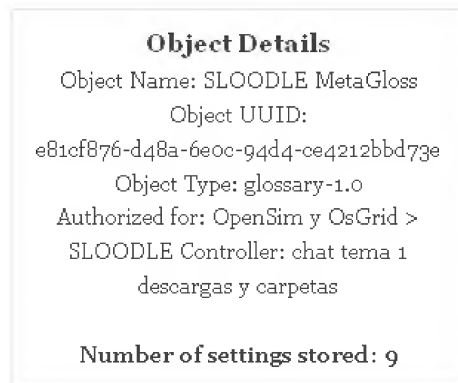 Object Details
Object Name: SLOODLE MetaGloss
Object UUID:
e81cf876-d48a-6e0c-94d4-ce4212bbd73e
Object Type: glossary-1.0
Authorized for: OpenSim y OsGrid >
SLOODLE Controller: chat tema 1
descargas y carpetas
Number of settings stored: 9